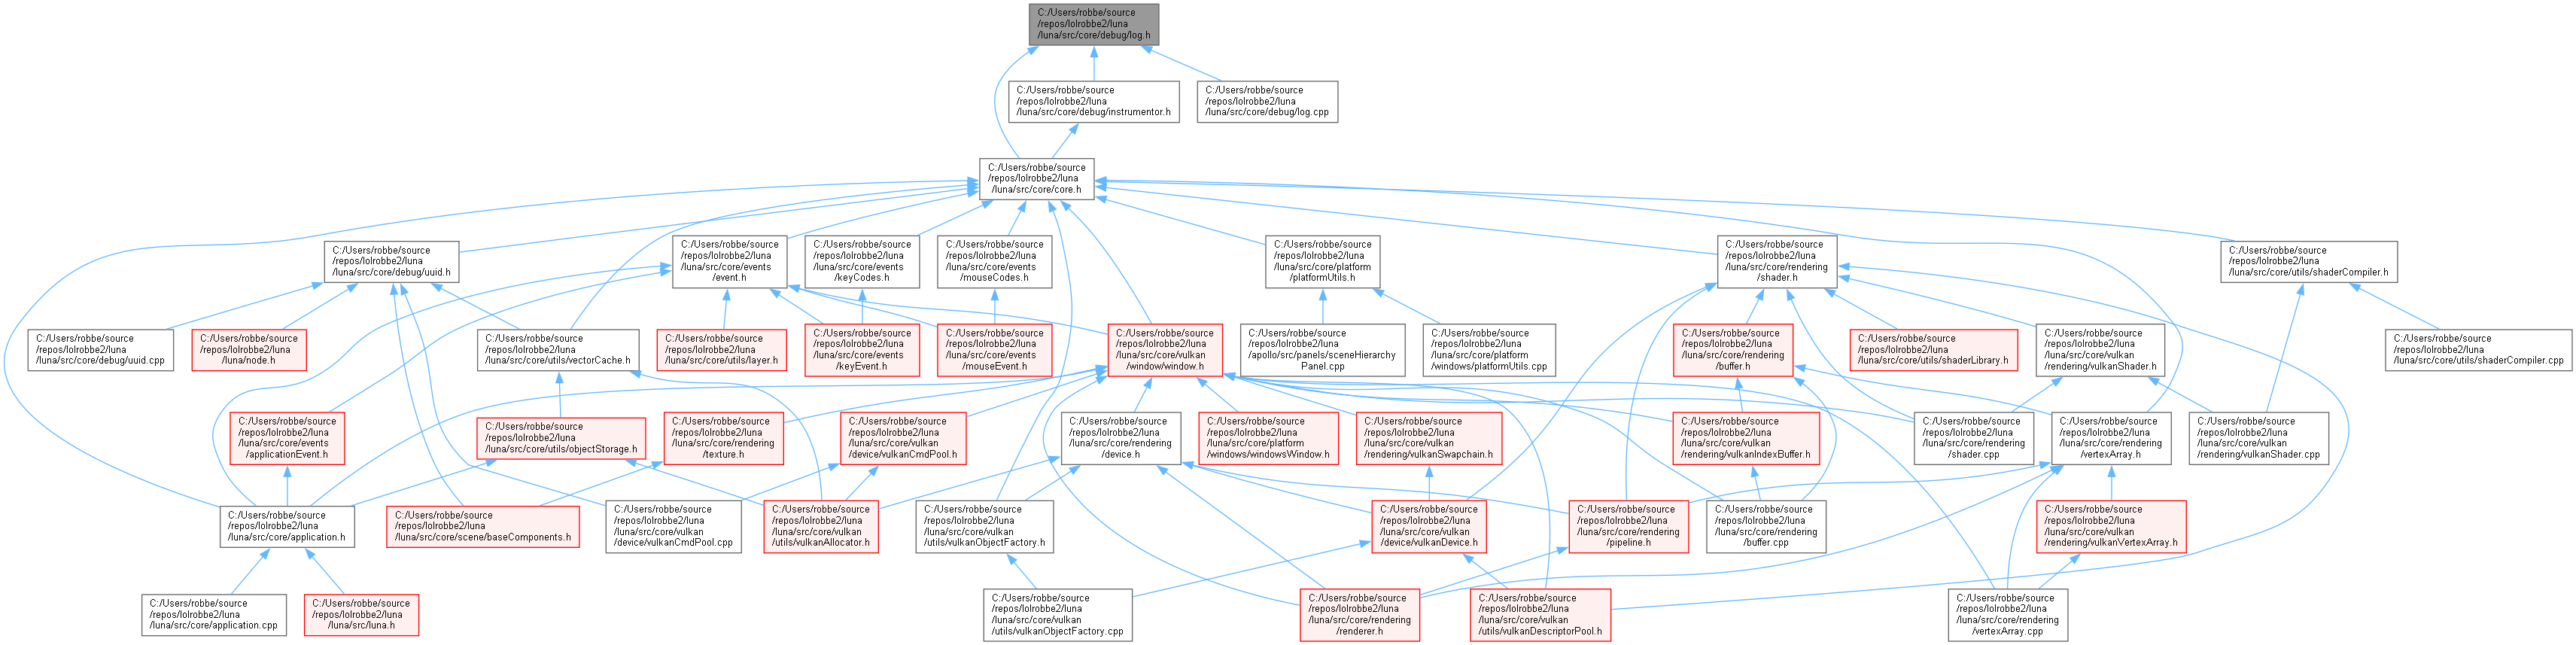 C:/Users/robbe/source
/repos/lolrobbe2/luna
/luna/src/core/debug/log.h
C:/Users/robbe/source
/repos/lolrobbe2/luna
/luna/src/core/debug/instrumentor.h
C:/Users/robbe/source
/repos/lolrobbe2/luna
/luna/src/core/debug/log.cpp
C:/Users/robbe/source
/repos/lolrobbe2/luna
/luna/src/core/core.h
C:/Users/robbe/source
/repos/lolrobbe2/luna
/luna/src/core/debug/uuid.h
C:/Users/robbe/source
/repos/lolrobbe2/luna
/luna/src/core/events
/event.h
C:/Users/robbe/source
/repos/lolrobbe2/luna
/luna/src/core/events
/keyCodes.h
C:/Users/robbe/source
/repos/lolrobbe2/luna
/luna/src/core/events
/mouseCodes.h
C:/Users/robbe/source
/repos/lolrobbe2/luna
/luna/src/core/platform
/platformUtils.h
C:/Users/robbe/source
/repos/lolrobbe2/luna
/luna/src/core/rendering
/shader.h
C:/Users/robbe/source
/repos/lolrobbe2/luna
/luna/src/core/utils/shaderCompiler.h
C:/Users/robbe/source
/repos/lolrobbe2/luna
/luna/src/core/debug/uuid.cpp
C:/Users/robbe/source
/repos/lolrobbe2/luna
/luna/node.h
C:/Users/robbe/source
/repos/lolrobbe2/luna
/luna/src/core/utils/vectorCache.h
C:/Users/robbe/source
/repos/lolrobbe2/luna
/luna/src/core/utils/layer.h
C:/Users/robbe/source
/repos/lolrobbe2/luna
/luna/src/core/events
/keyEvent.h
C:/Users/robbe/source
/repos/lolrobbe2/luna
/luna/src/core/events
/mouseEvent.h
C:/Users/robbe/source
/repos/lolrobbe2/luna
/luna/src/core/vulkan
/window/window.h
C:/Users/robbe/source
/repos/lolrobbe2/luna
/apollo/src/panels/sceneHierarchy
Panel.cpp
C:/Users/robbe/source
/repos/lolrobbe2/luna
/luna/src/core/platform
/windows/platformUtils.cpp
C:/Users/robbe/source
/repos/lolrobbe2/luna
/luna/src/core/rendering
/buffer.h
C:/Users/robbe/source
/repos/lolrobbe2/luna
/luna/src/core/utils/shaderLibrary.h
C:/Users/robbe/source
/repos/lolrobbe2/luna
/luna/src/core/vulkan
/rendering/vulkanShader.h
C:/Users/robbe/source
/repos/lolrobbe2/luna
/luna/src/core/utils/shaderCompiler.cpp
C:/Users/robbe/source
/repos/lolrobbe2/luna
/luna/src/core/events
/applicationEvent.h
C:/Users/robbe/source
/repos/lolrobbe2/luna
/luna/src/core/utils/objectStorage.h
C:/Users/robbe/source
/repos/lolrobbe2/luna
/luna/src/core/rendering
/texture.h
C:/Users/robbe/source
/repos/lolrobbe2/luna
/luna/src/core/vulkan
/device/vulkanCmdPool.h
C:/Users/robbe/source
/repos/lolrobbe2/luna
/luna/src/core/rendering
/device.h
C:/Users/robbe/source
/repos/lolrobbe2/luna
/luna/src/core/platform
/windows/windowsWindow.h
C:/Users/robbe/source
/repos/lolrobbe2/luna
/luna/src/core/vulkan
/rendering/vulkanSwapchain.h
C:/Users/robbe/source
/repos/lolrobbe2/luna
/luna/src/core/vulkan
/rendering/vulkanIndexBuffer.h
C:/Users/robbe/source
/repos/lolrobbe2/luna
/luna/src/core/rendering
/shader.cpp
C:/Users/robbe/source
/repos/lolrobbe2/luna
/luna/src/core/rendering
/vertexArray.h
C:/Users/robbe/source
/repos/lolrobbe2/luna
/luna/src/core/vulkan
/rendering/vulkanShader.cpp
C:/Users/robbe/source
/repos/lolrobbe2/luna
/luna/src/core/application.h
C:/Users/robbe/source
/repos/lolrobbe2/luna
/luna/src/core/scene/baseComponents.h
C:/Users/robbe/source
/repos/lolrobbe2/luna
/luna/src/core/vulkan
/device/vulkanCmdPool.cpp
C:/Users/robbe/source
/repos/lolrobbe2/luna
/luna/src/core/vulkan
/utils/vulkanAllocator.h
C:/Users/robbe/source
/repos/lolrobbe2/luna
/luna/src/core/vulkan
/utils/vulkanObjectFactory.h
C:/Users/robbe/source
/repos/lolrobbe2/luna
/luna/src/core/vulkan
/device/vulkanDevice.h
C:/Users/robbe/source
/repos/lolrobbe2/luna
/luna/src/core/rendering
/pipeline.h
C:/Users/robbe/source
/repos/lolrobbe2/luna
/luna/src/core/rendering
/buffer.cpp
C:/Users/robbe/source
/repos/lolrobbe2/luna
/luna/src/core/vulkan
/rendering/vulkanVertexArray.h
C:/Users/robbe/source
/repos/lolrobbe2/luna
/luna/src/core/application.cpp
C:/Users/robbe/source
/repos/lolrobbe2/luna
/luna/src/luna.h
C:/Users/robbe/source
/repos/lolrobbe2/luna
/luna/src/core/vulkan
/utils/vulkanObjectFactory.cpp
C:/Users/robbe/source
/repos/lolrobbe2/luna
/luna/src/core/rendering
/renderer.h
C:/Users/robbe/source
/repos/lolrobbe2/luna
/luna/src/core/vulkan
/utils/vulkanDescriptorPool.h
C:/Users/robbe/source
/repos/lolrobbe2/luna
/luna/src/core/rendering
/vertexArray.cpp